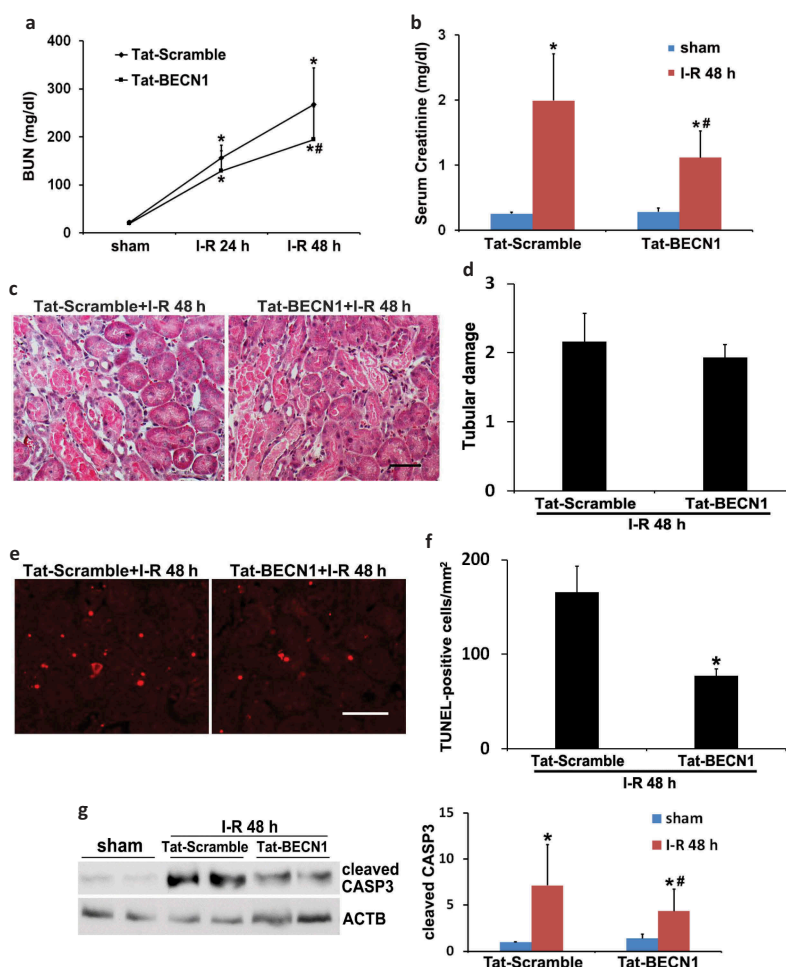 a
Tat-Scramble
Tat-BECN1
BUN (mg/dl)
400
300
200
100
0
*
*
*
*#
sham
I-R 24 h
I-R 48 h
b
sham
I-R 48 h
Serum Creatinine (mg/dl)
3
2
1
0
*
*#
Tat-Scramble
Tat-BECN1
c
Tat-Scramble+I-R 48 h
Tat-BECN1+I-R 48 h
d
Tubular damage
3
2
1
0
Tat-Scramble
Tat-BECN1
I-R 48 h
e
Tat-Scramble+I-R 48 h
Tat-BECN1+I-R 48 h
f
TUNEL-positive cells/mm²
200
100
0
*
Tat-Scramble
Tat-BECN1
I-R 48 h
g
I-R 48 h
sham
Tat-Scramble
Tat-BECN1
cleaved
CASP3
ACTB
sham
I-R 48 h
cleaved CASP3
15
10
5
0
*
*#
Tat-Scramble
Tat-BECN1